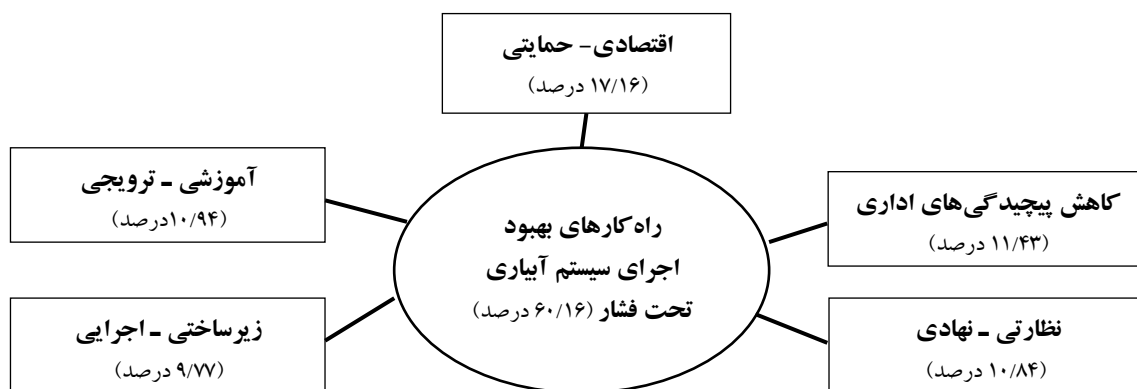 اقتصادی- حمایتی
(۱۷/۱۶ درصد)
کاهش پیچیدگی‌های اداری
(۱۱/۴۳ درصد)
آموزشی ـ ترویجی
(۱۰/۹۴درصد)
راه‌کارهای بهبود
اجرای سیستم آبیاری
تحت فشار (۶۰/۱۶ درصد)
نظارتی ـ نهادی
(۱۰/۸۴ درصد)
زیرساختی ـ اجرایی
(۹/۷۷ درصد)